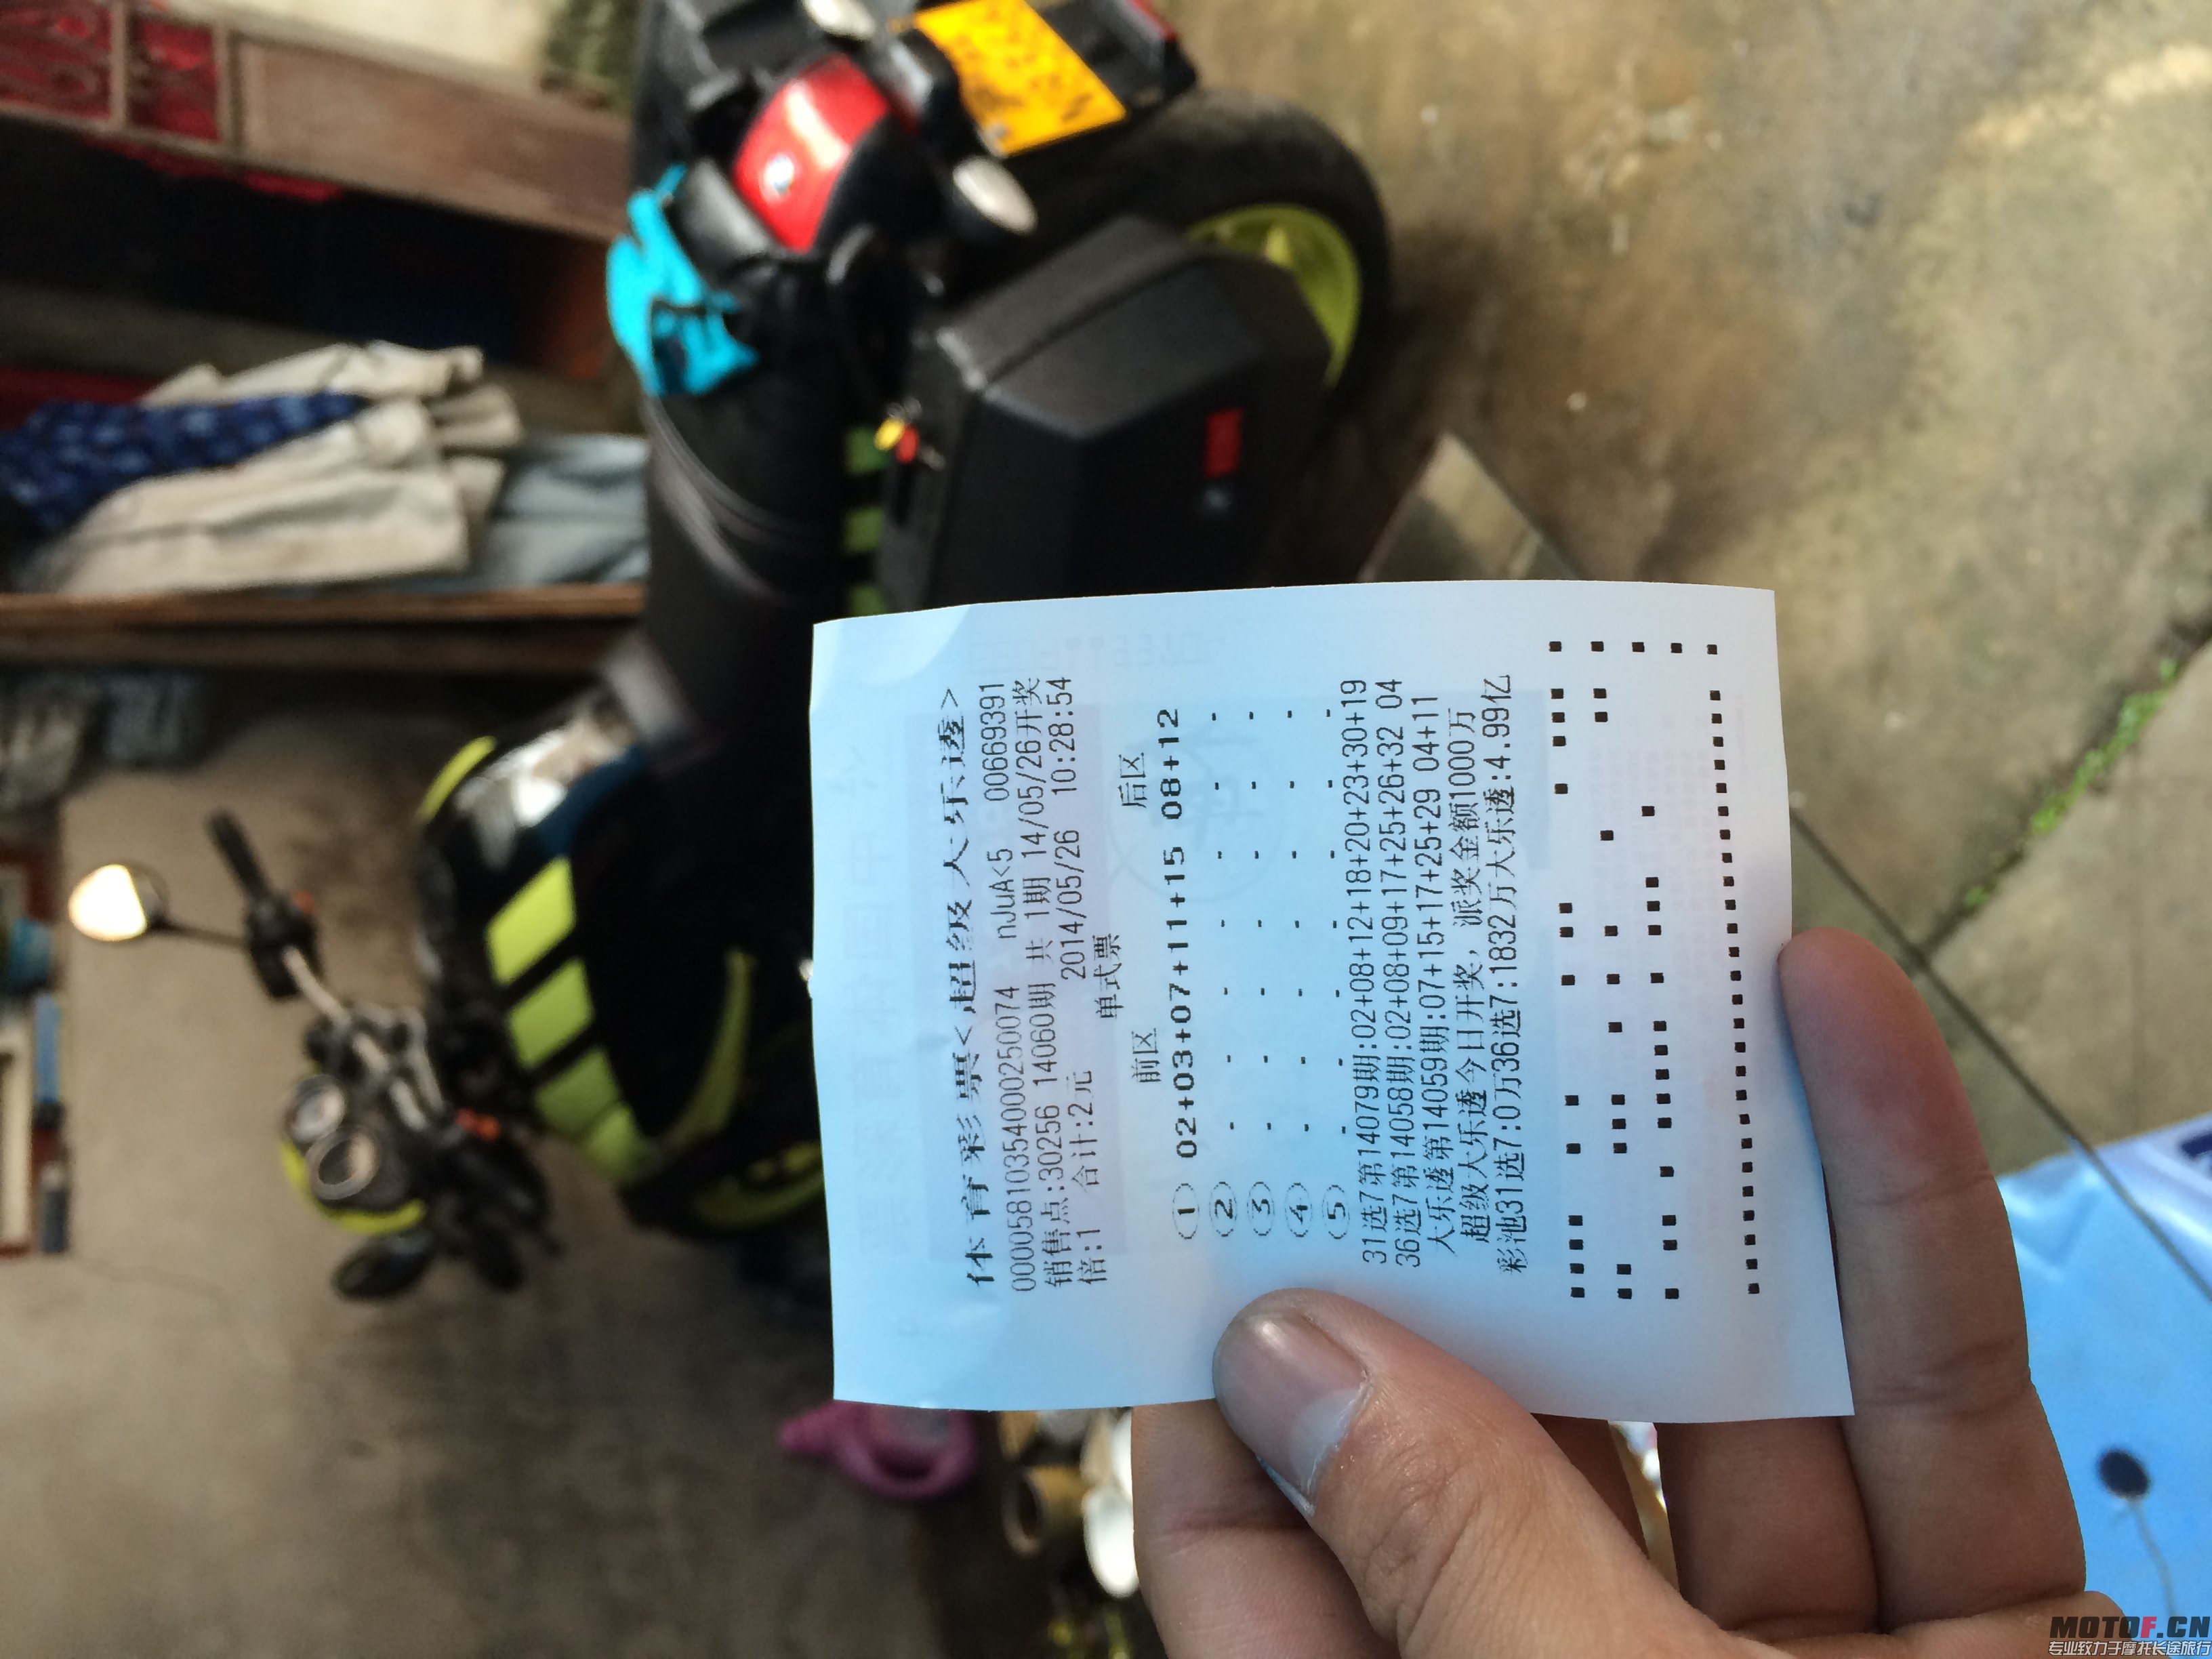 体育彩票<超级大乐透>
000058103540002500​74 nJuA<5 00669391
销售点:30256 14060期 共 1期 14/05/26开奖
倍:1 合计:2元 2014/05/26 10:28:54
单式票
前区 后区
① 02+03+07+11+15 08+12
② - - - - - - -
③ - - - - - - -
④ - - - - - - -
⑤ - - - - - - -
31选7第14079期:02+08+12+18+20+23+30+19
36选7第14058期:02+08+09+17+25+26+32 04
大乐透第14059期:07+15+17+25+29 04+11
超级大乐透今日开奖，派奖金额1000万
彩池31选7:0万36选7:1832万大乐透:4.99亿
MOTOF.CN
专业致力于摩托长途旅行